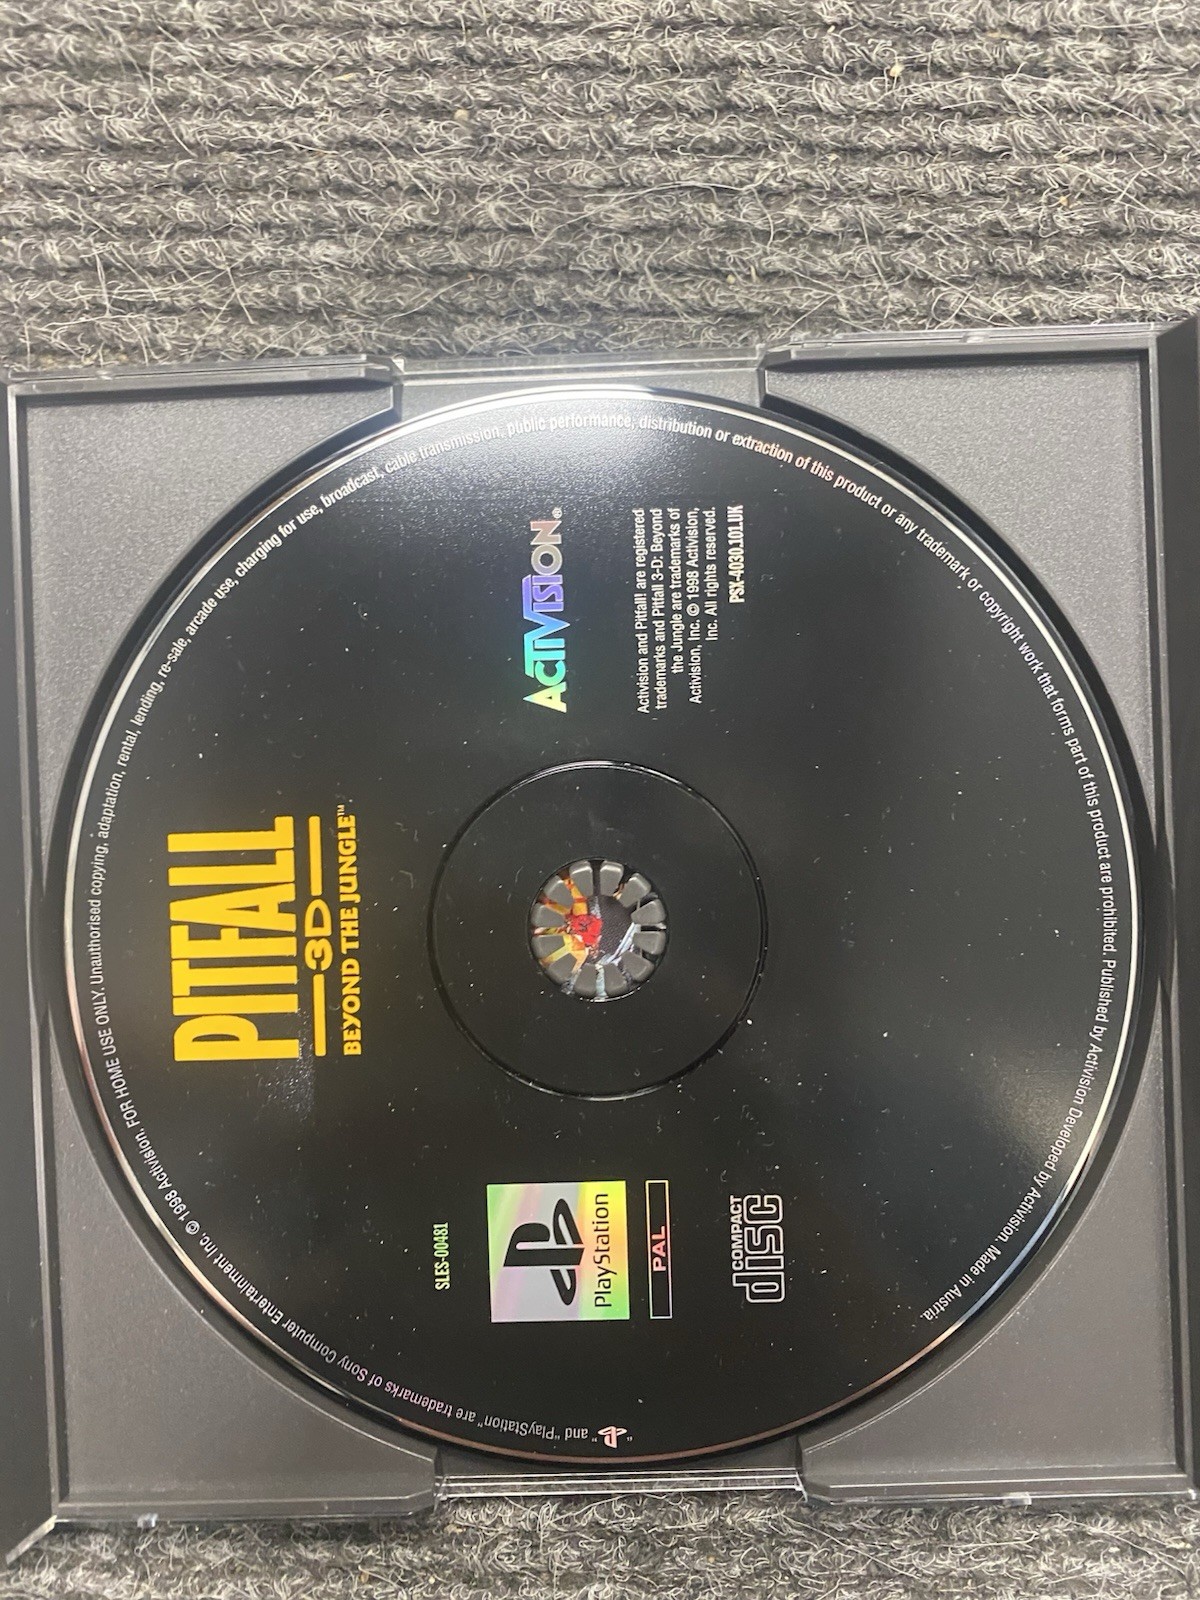 PITFALL
3D
BEYOND THE JUNGLE™
SLES-00481
PlayStation
PAL
COMPACT
disc
ACTIVISION®
Activision and Pitfall! are registered
trademarks and Pitfall 3-D: Beyond
the Jungle are trademarks of
Activision, Inc. © 1998 Activision,
Inc. All rights reserved.
PSX-4030.101.UK
" " and "PlayStation" are trademarks of Sony Computer Entertainment Inc. © 1998 Activision. FOR HOME USE ONLY. Unauthorised copying, adaptation, rental, lending, re-sale, arcade use, charging for use, broadcast, cable transmission, public performance, distribution or extraction of this product or any trademark or copyright work that forms part of this product are prohibited. Published by Activision Developed by Activision. Made in Austria.